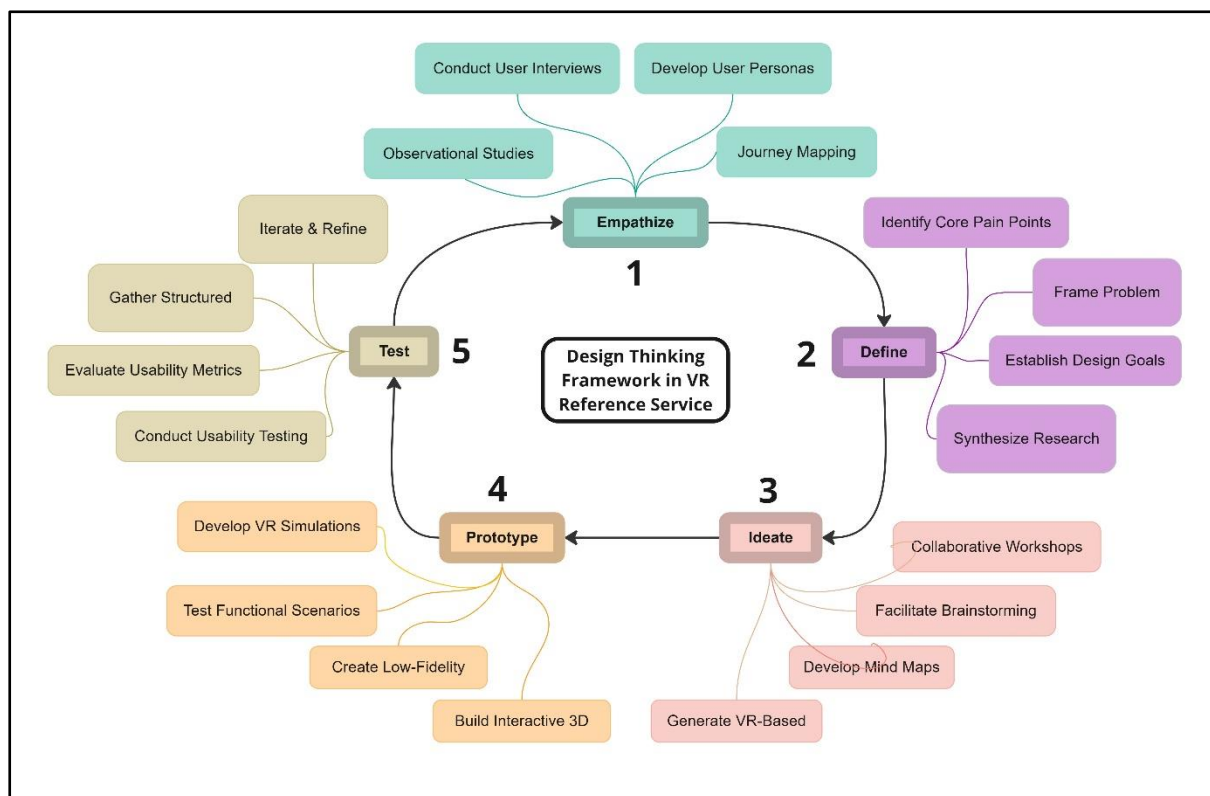 Conduct User Interviews
Develop User Personas
Observational Studies
Journey Mapping
Empathize
1
Identify Core Pain Points
Frame Problem
Establish Design Goals
Synthesize Research
2
Define
Iterate & Refine
Gather Structured
Evaluate Usability Metrics
Conduct Usability Testing
Test
5
Design Thinking
Framework in VR
Reference Service
4
Prototype
Develop VR Simulations
Test Functional Scenarios
Create Low-Fidelity
Build Interactive 3D
3
Ideate
Collaborative Workshops
Facilitate Brainstorming
Develop Mind Maps
Generate VR-Based